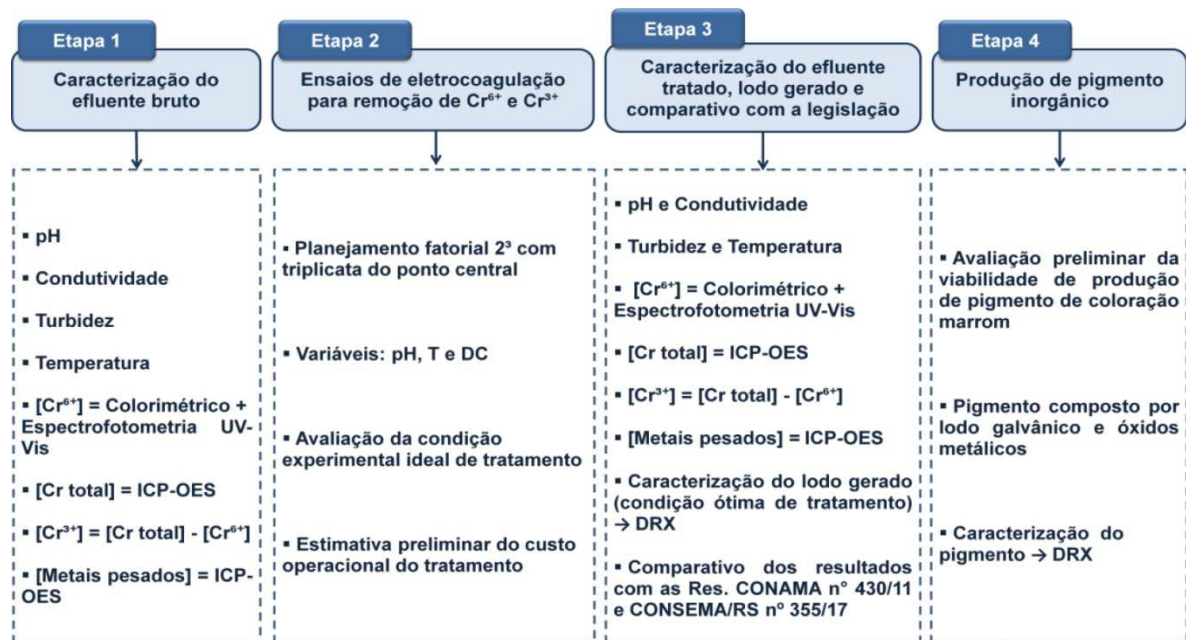 Etapa 1
Caracterização do
efluente bruto
▪ pH
▪ Condutividade
▪ Turbidez
▪ Temperatura
▪ [Cr⁶⁺] = Colorimétrico +
Espectrofotometria UV-
Vis
▪ [Cr total] = ICP-OES
▪ [Cr³⁺] = [Cr total] - [Cr⁶⁺]
▪ [Metais pesados] = ICP-
OES
Etapa 2
Ensaios de eletrocoagulação
para remoção de Cr⁶⁺ e Cr³⁺
▪ Planejamento fatorial 2³ com
triplicata do ponto central
▪ Variáveis: pH, T e DC
▪ Avaliação da condição
experimental ideal de tratamento
▪ Estimativa preliminar do custo
operacional do tratamento
Etapa 3
Caracterização do efluente
tratado, lodo gerado e
comparativo com a legislação
▪ pH e Condutividade
▪ Turbidez e Temperatura
▪ [Cr⁶⁺] = Colorimétrico +
Espectrofotometria UV-Vis
▪ [Cr total] = ICP-OES
▪ [Cr³⁺] = [Cr total] - [Cr⁶⁺]
▪ [Metais pesados] = ICP-OES
▪ Caracterização do lodo gerado
(condição ótima de tratamento)
→ DRX
▪ Comparativo dos resultados
com as Res. CONAMA n° 430/11
e CONSEMA/RS nº 355/17
Etapa 4
Produção de pigmento
inorgânico
▪ Avaliação preliminar da
viabilidade de produção
de pigmento de coloração
marrom
▪ Pigmento composto por
lodo galvânico e óxidos
metálicos
▪ Caracterização do
pigmento → DRX